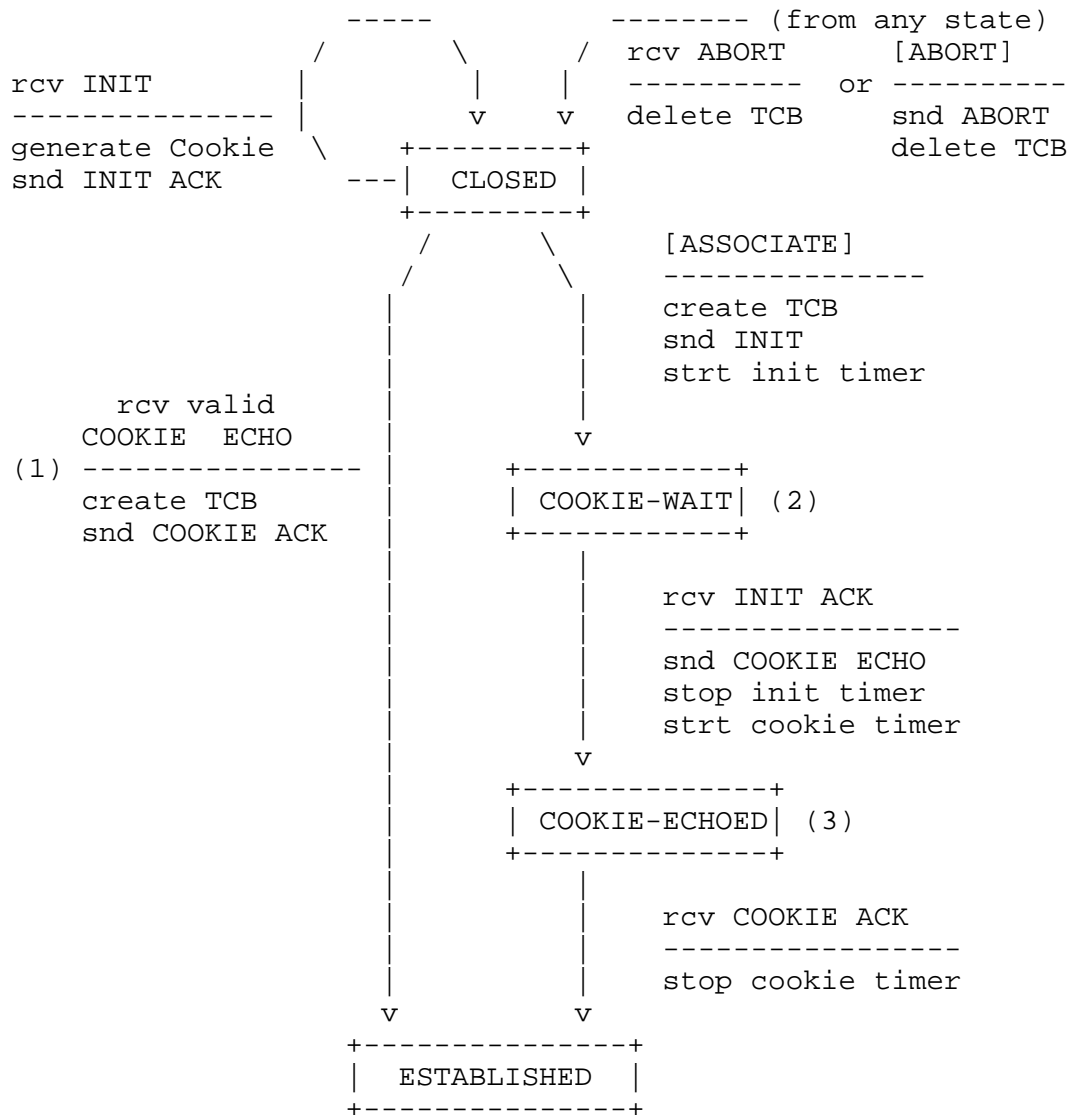 -----          -------- (from any state)
                     /       \      /  rcv ABORT      [ABORT]
rcv INIT            |         |    |   ----------  or ----------
--------------- |         v    v   delete TCB     snd ABORT
generate Cookie  \    +---------+                 delete TCB
snd INIT ACK       ---|  CLOSED |
                      +---------+
                       /      \       [ASSOCIATE]
                      /        \      ---------------
                     |          |     create TCB
                     |          |     snd INIT
                     |          |     strt init timer
      rcv valid      |          |
    COOKIE  ECHO     |          v
(1) ---------------- |      +------------+
    create TCB       |      | COOKIE-WAIT| (2)
    snd COOKIE ACK   |      +------------+
                     |          |
                     |          |     rcv INIT ACK
                     |          |     -----------------
                     |          |     snd COOKIE ECHO
                     |          |     stop init timer
                     |          |     strt cookie timer
                     |          v
                     |      +--------------+
                     |      | COOKIE-ECHOED| (3)
                     |      +--------------+
                     |          |
                     |          |     rcv COOKIE ACK
                     |          |     -----------------
                     |          |     stop cookie timer
                     v          v
                   +---------------+
                   |  ESTABLISHED  |
                   +---------------+